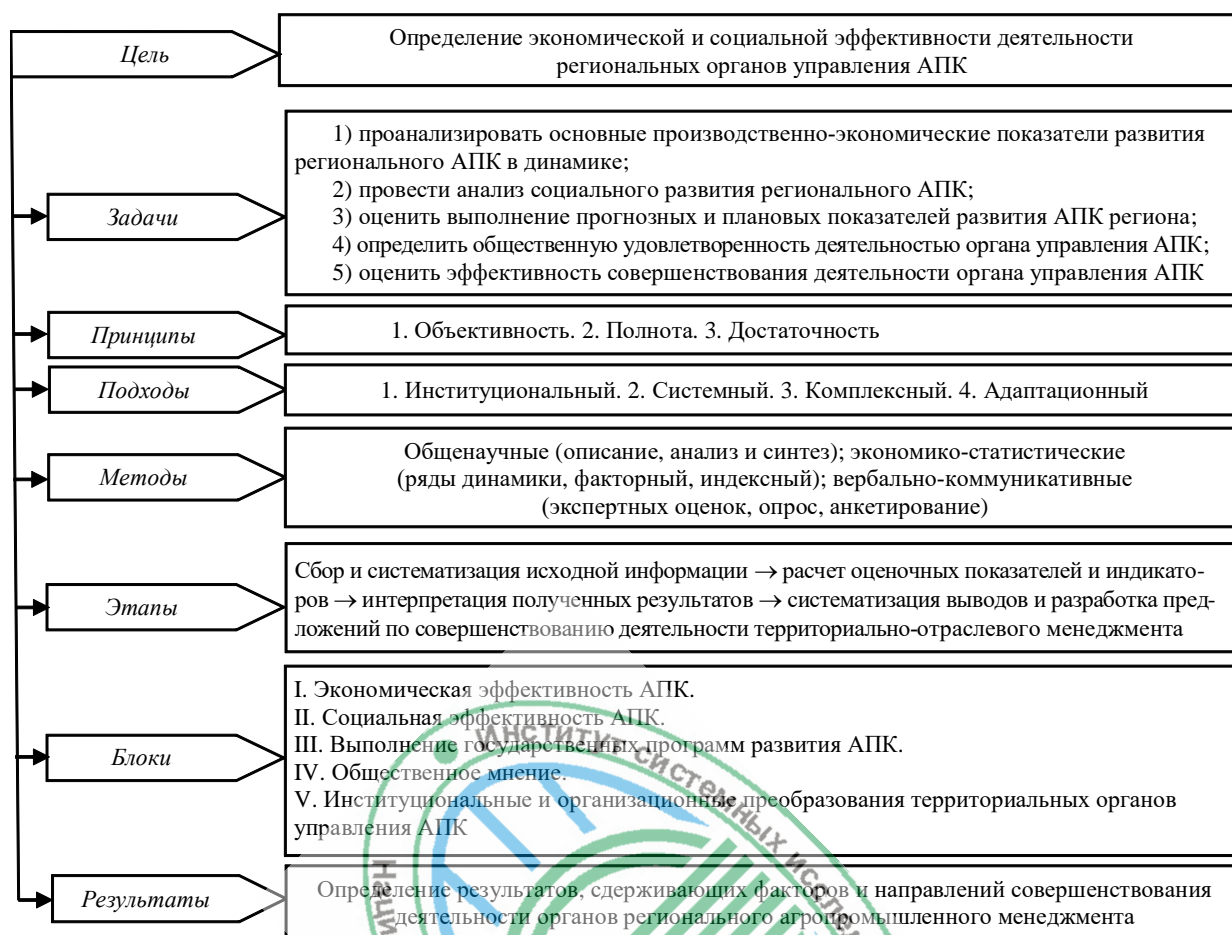 Цель
Определение экономической и социальной эффективности деятельности
региональных органов управления АПК
Задачи
1) проанализировать основные производственно-экономические показатели развития
регионального АПК в динамике;
2) провести анализ социального развития регионального АПК;
3) оценить выполнение прогнозных и плановых показателей развития АПК региона;
4) определить общественную удовлетворенность деятельностью органа управления АПК;
5) оценить эффективность совершенствования деятельности органа управления АПК
Принципы
1. Объективность. 2. Полнота. 3. Достаточность
Подходы
1. Институциональный. 2. Системный. 3. Комплексный. 4. Адаптационный
Методы
Общенаучные (описание, анализ и синтез); экономико-статистические
(ряды динамики, факторный, индексный); вербально-коммуникативные
(экспертных оценок, опрос, анкетирование)
Этапы
Сбор и систематизация исходной информации → расчет оценочных показателей и индикато-
ров → интерпретация полученных результатов → систематизация выводов и разработка пред-
ложений по совершенствованию деятельности территориально-отраслевого менеджмента
Блоки
I. Экономическая эффективность АПК.
II. Социальная эффективность АПК.
III. Выполнение государственных программ развития АПК.
IV. Общественное мнение.
V. Институциональные и организационные преобразования территориальных органов
управления АПК
Результаты
Определение результатов, сдерживающих факторов и направлений совершенствования
деятельности органов регионального агропромышленного менеджмента
Институт системных